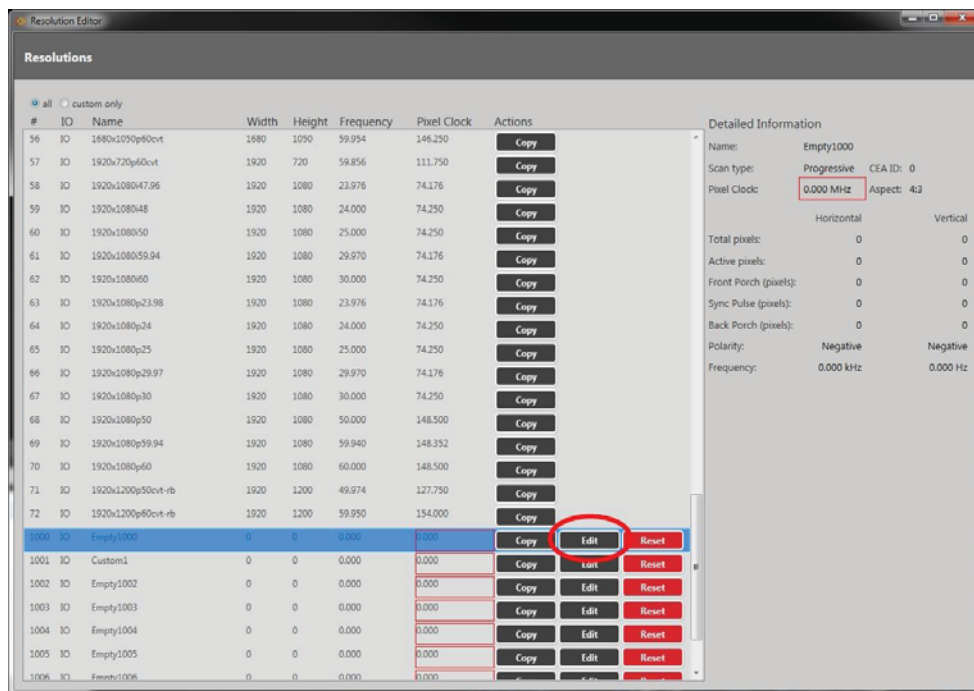 Resolution Editor
Resolutions
all custom only
# IO Name Width Height Frequency Pixel Clock Actions
56 IO 1680x1050p60cvt 1680 1050 59.954 146.250 Copy
57 IO 1920x720p60cvt 1920 720 59.856 111.750 Copy
58 IO 1920x1080i47.96 1920 1080 23.976 74.176 Copy
59 IO 1920x1080i48 1920 1080 24.000 74.250 Copy
60 IO 1920x1080i50 1920 1080 25.000 74.250 Copy
61 IO 1920x1080i59.94 1920 1080 29.970 74.176 Copy
62 IO 1920x1080i60 1920 1080 30.000 74.250 Copy
63 IO 1920x1080p23.98 1920 1080 23.976 74.176 Copy
64 IO 1920x1080p24 1920 1080 24.000 74.250 Copy
65 IO 1920x1080p25 1920 1080 25.000 74.250 Copy
66 IO 1920x1080p29.97 1920 1080 29.970 74.176 Copy
67 IO 1920x1080p30 1920 1080 30.000 74.250 Copy
68 IO 1920x1080p50 1920 1080 50.000 148.500 Copy
69 IO 1920x1080p59.94 1920 1080 59.940 148.352 Copy
70 IO 1920x1080p60 1920 1080 60.000 148.500 Copy
71 IO 1920x1200p50cvt-rb 1920 1200 49.974 127.750 Copy
72 IO 1920x1200p60cvt-rb 1920 1200 59.950 154.000 Copy
1000 IO Empty1000 0 0 0.000 0.000 Copy Edit Reset
1001 IO Custom1 0 0 0.000 0.000 Copy Edit Reset
1002 IO Empty1002 0 0 0.000 0.000 Copy Edit Reset
1003 IO Empty1003 0 0 0.000 0.000 Copy Edit Reset
1004 IO Empty1004 0 0 0.000 0.000 Copy Edit Reset
1005 IO Empty1005 0 0 0.000 0.000 Copy Edit Reset
1006 IO Empty1006 0 0 0.000 0.000
Detailed Information
Name: Empty1000
Scan type: Progressive CEA ID: 0
Pixel Clock: 0.000 MHz Aspect: 4:3
Horizontal Vertical
Total pixels: 0 0
Active pixels: 0 0
Front Porch (pixels): 0 0
Sync Pulse (pixels): 0 0
Back Porch (pixels): 0 0
Polarity: Negative Negative
Frequency: 0.000 kHz 0.000 Hz